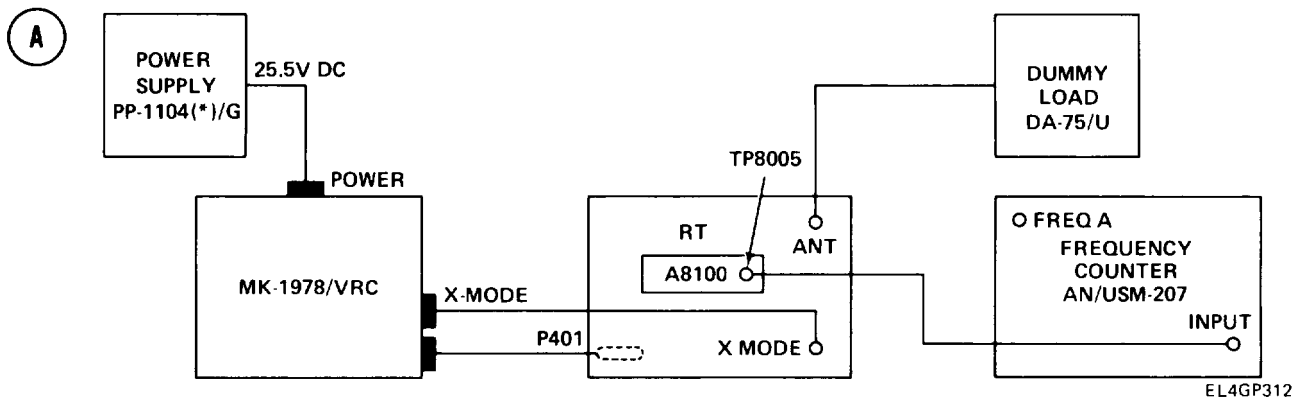 A
POWER
SUPPLY
PP-1104(*)/G
25.5V DC
POWER
MK-1978/VRC
X-MODE
P401
RT
A8100
TP8005
ANT
X MODE
DUMMY
LOAD
DA-75/U
FREQ A
FREQUENCY
COUNTER
AN/USM-207
INPUT
EL4GP312